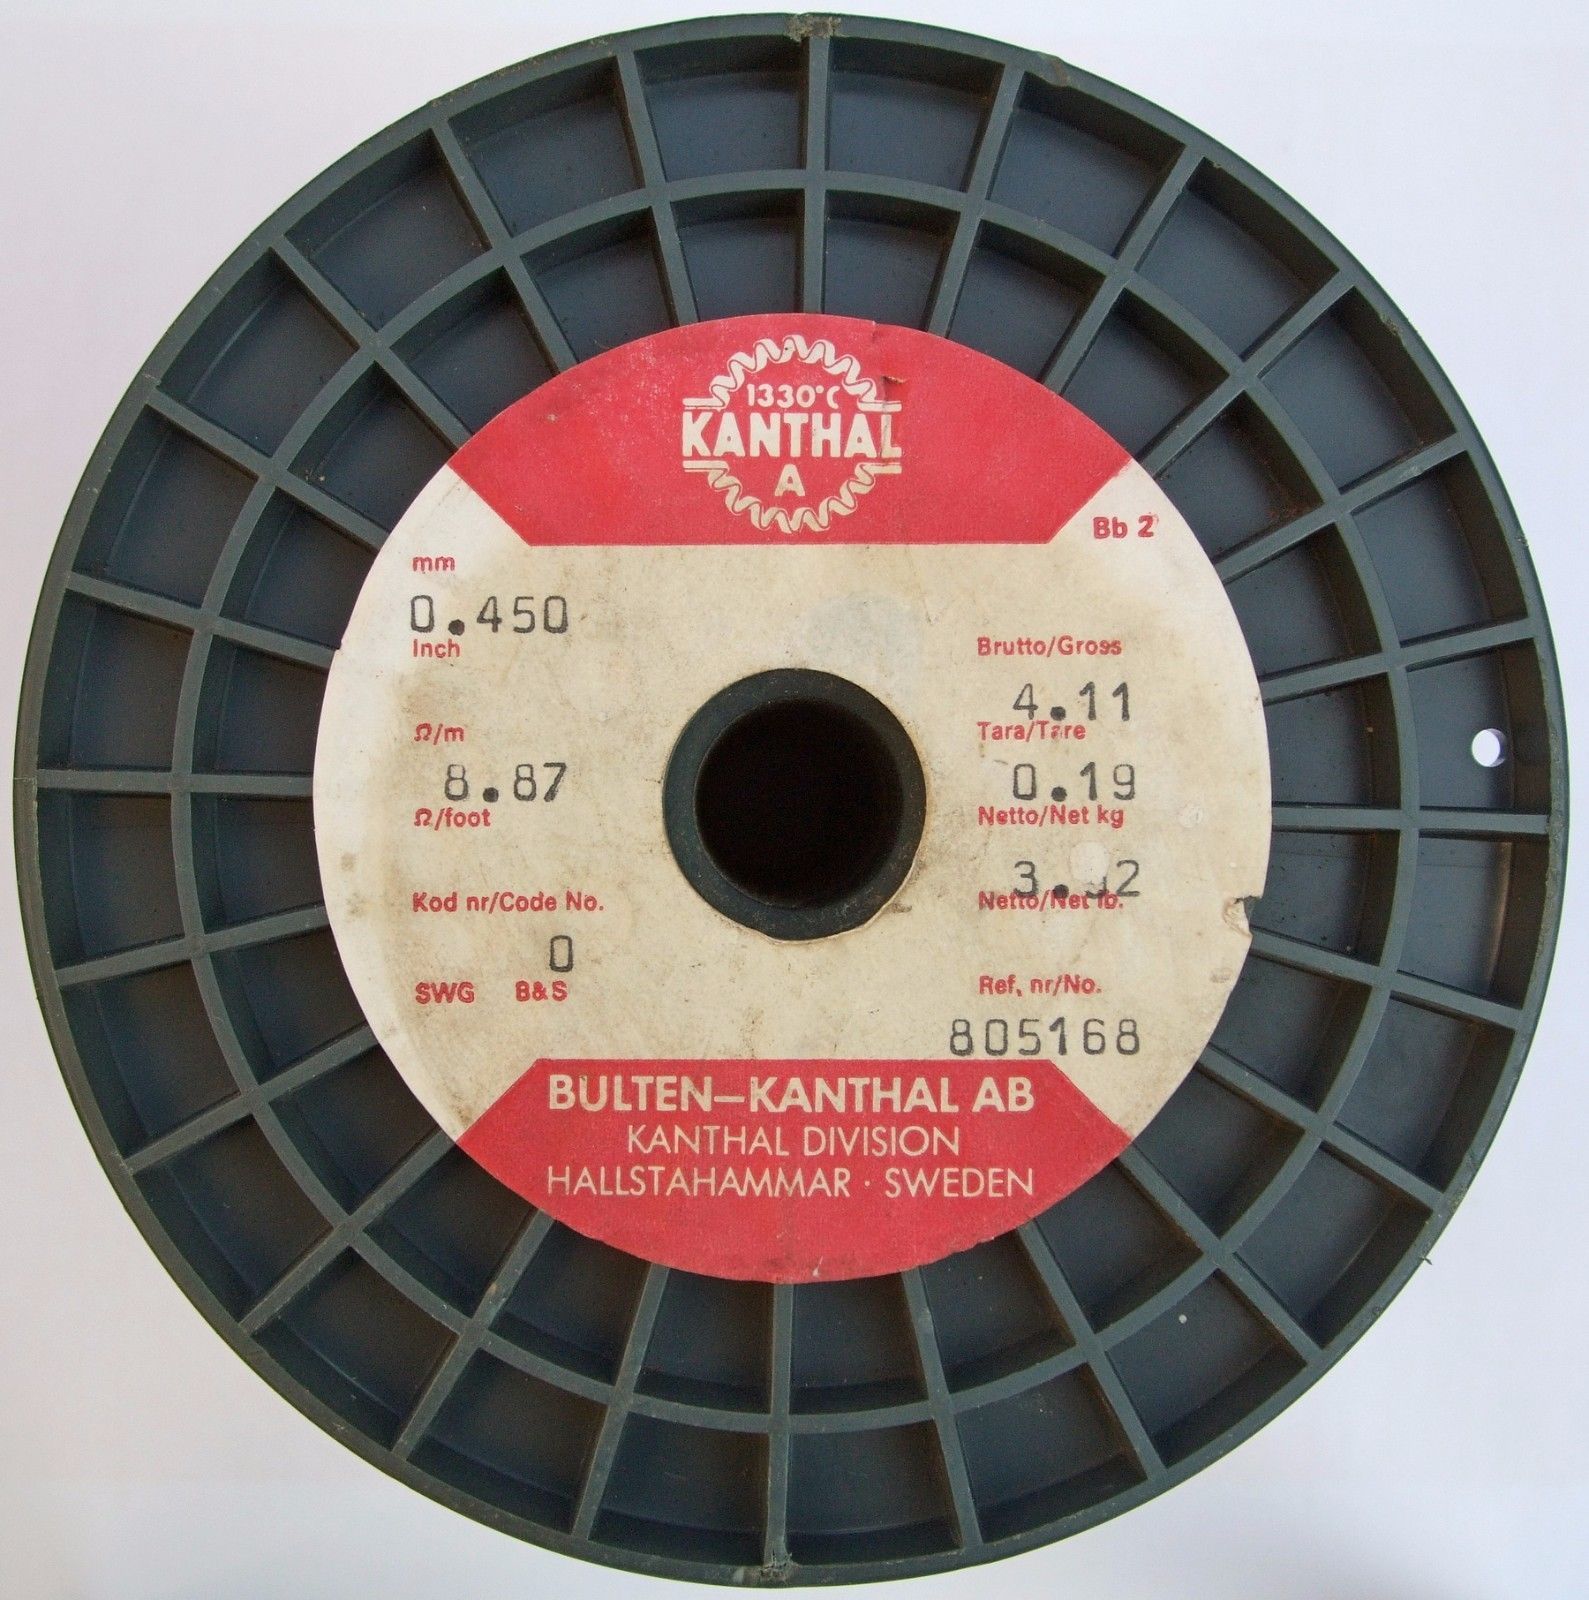 1330°C
KANTHAL
A
Bb 2
mm
0.450
Inch
Brutto/Gross
4.11
Ω/m
Tara/Tare
8.87
0.19
Ω/foot
Netto/Net kg
Kod nr/Code No.
Netto/Net lb.
0
SWG B&S
Ref. nr/No.
805168
BULTEN–KANTHAL AB
KANTHAL DIVISION
HALLSTAHAMMAR · SWEDEN